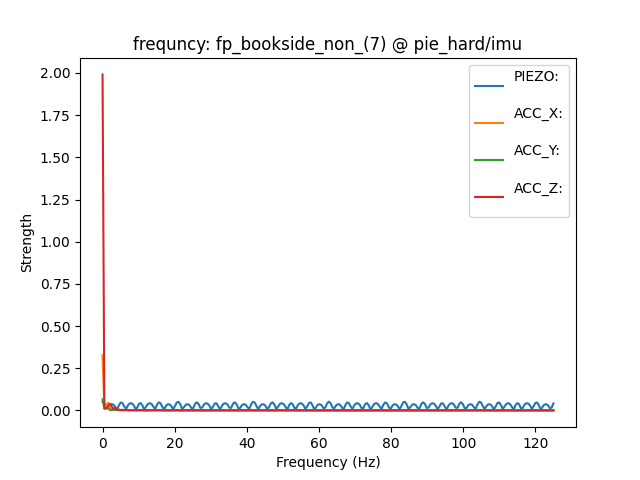 frequncy: fp_bookside_non_(7) @ pie_hard/imu
2.00
1.75
1.50
1.25
1.00
0.75
0.50
0.25
0.00
Strength
0 20 40 60 80 100 120
Frequency (Hz)
PIEZO:
ACC_X:
ACC_Y:
ACC_Z: